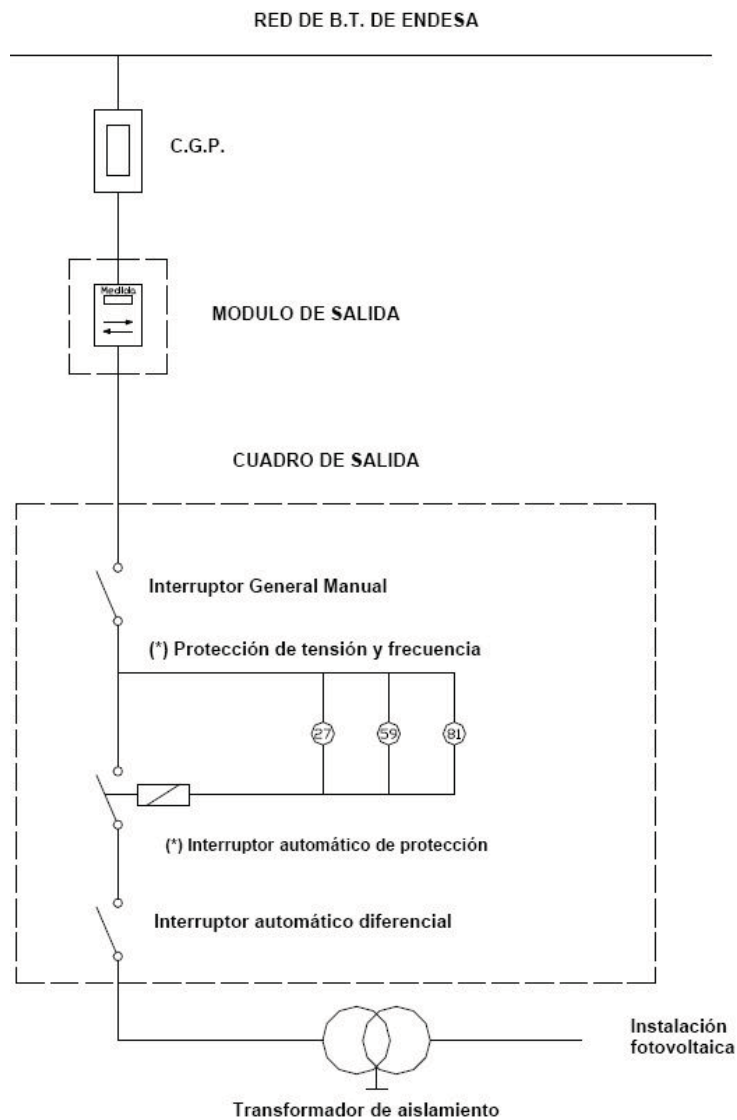 RED DE B.T. DE ENDESA
C.G.P.
Medida
MODULO DE SALIDA
CUADRO DE SALIDA
Interruptor General Manual
(*) Protección de tensión y frecuencia
27 59 81
(*) Interruptor automático de protección
Interruptor automático diferencial
Instalación
fotovoltaica
Transformador de aislamiento